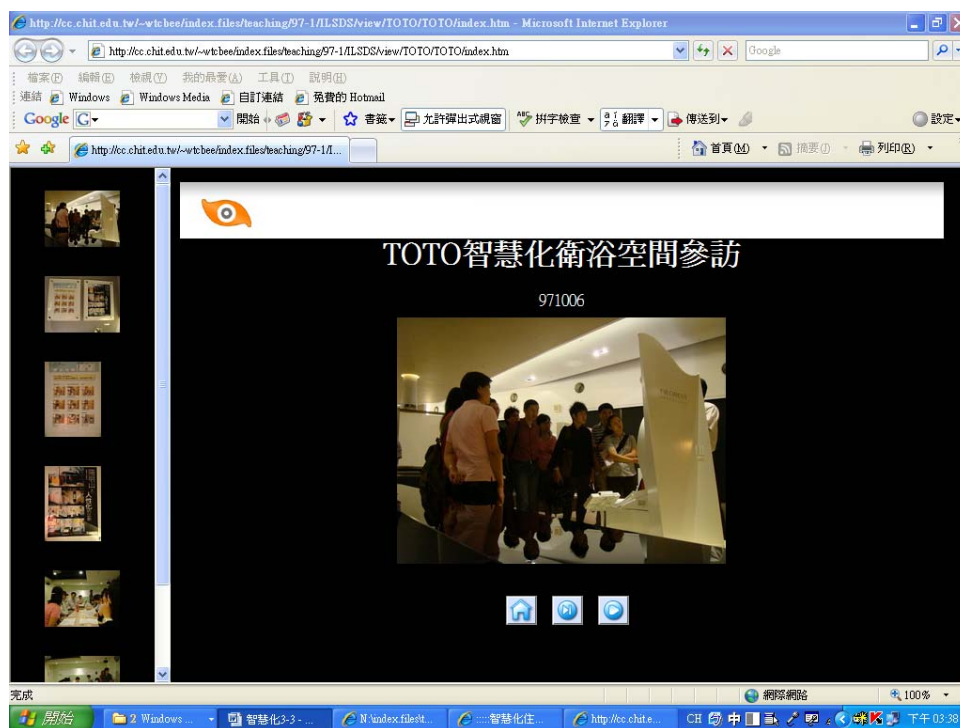 http://cc.chit.edu.tw/~wtcbee/index.files/teaching/97-1/ILSDS/view/TOTO/TOTO/index.htm - Microsoft Internet Explorer
http://cc.chit.edu.tw/~wtcbee/index.files/teaching/97-1/ILSDS/view/TOTO/TOTO/index.htm
Google
檔案(F) 編輯(E) 檢視(V) 我的最愛(A) 工具(T) 說明(H)
連結 Windows Windows Media 自訂連結 免費的 Hotmail
Google G 開始 書籤 允許彈出式視窗 拼字檢查 翻譯 傳送到 設定
http://cc.chit.edu.tw/~wtcbee/index.files/teaching/97-1/I...
首頁(M) 摘要(J) 列印(R)
TOTO智慧化衛浴空間參訪
971006
完成 網際網路 100%
開始 2 Windows ... 智慧化3-3 - ... N:\index.files\t... :::::智慧化住... http://cc.chit.e... CH 中 下午 03:38